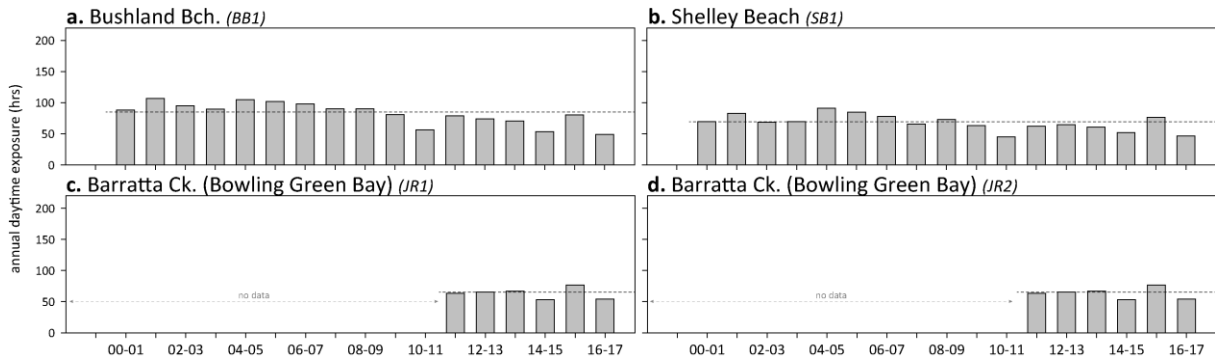 a. Bushland Bch. (BB1)
b. Shelley Beach (SB1)
annual daytime exposure (hrs)
200
150
100
50
0
c. Barratta Ck. (Bowling Green Bay) (JR1)
d. Barratta Ck. (Bowling Green Bay) (JR2)
200
150
100
50
0
no data
no data
00-01 02-03 04-05 06-07 08-09 10-11 12-13 14-15 16-17
00-01 02-03 04-05 06-07 08-09 10-11 12-13 14-15 16-17